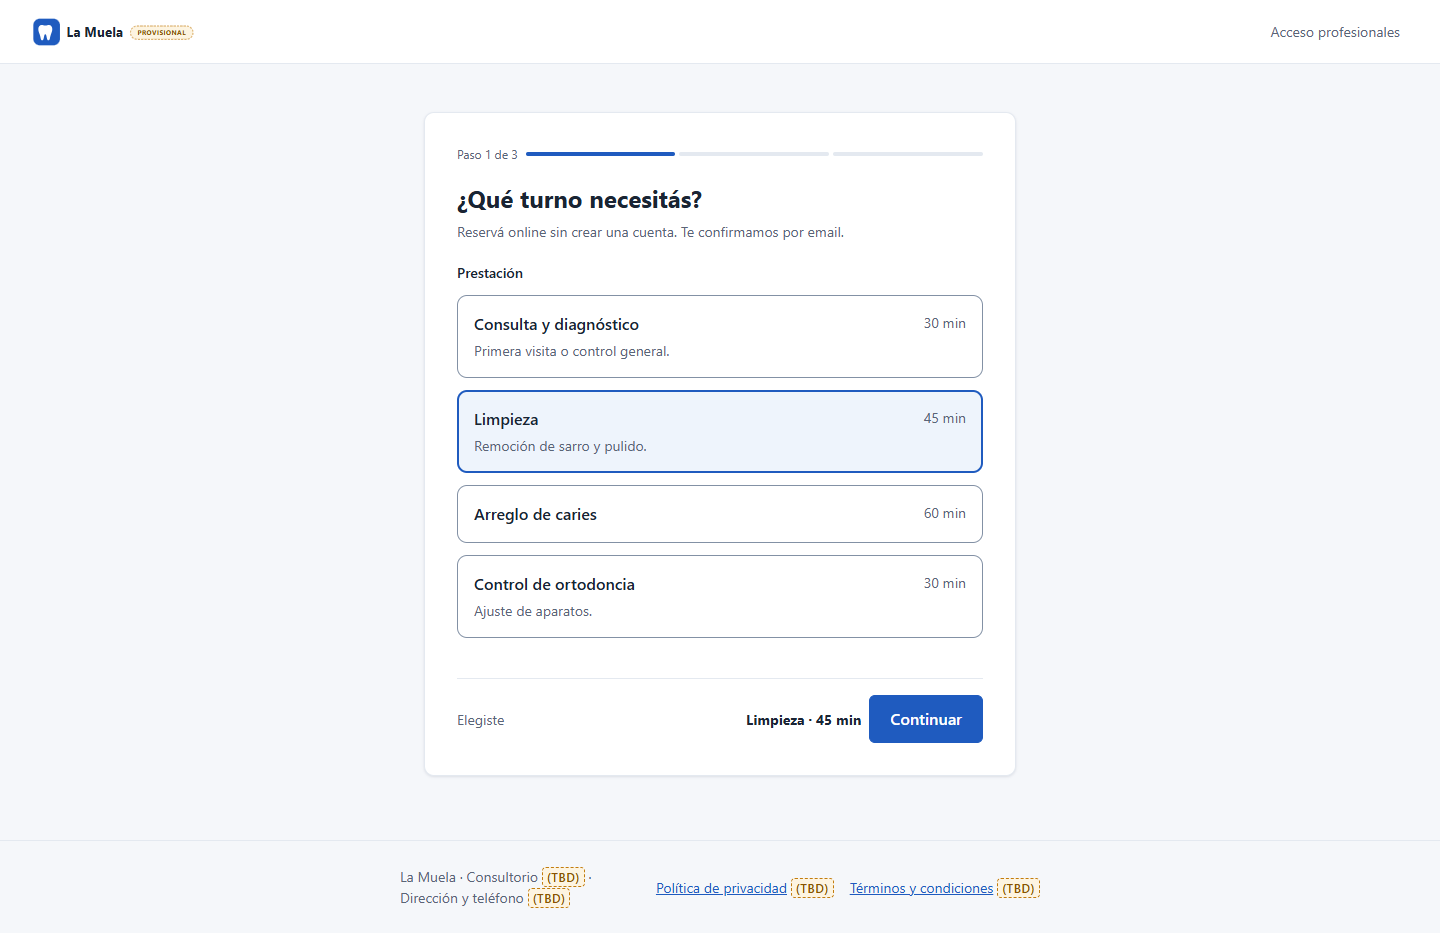 La Muela PROVISIONAL
Acceso profesionales
Paso 1 de 3
¿Qué turno necesitás?
Reservá online sin crear una cuenta. Te confirmamos por email.
Prestación
Consulta y diagnóstico 30 min
Primera visita o control general.
Limpieza 45 min
Remoción de sarro y pulido.
Arreglo de caries 60 min
Control de ortodoncia 30 min
Ajuste de aparatos.
Elegiste Limpieza · 45 min Continuar
La Muela · Consultorio (TBD) ·
Dirección y teléfono (TBD)
Política de privacidad (TBD) Términos y condiciones (TBD)